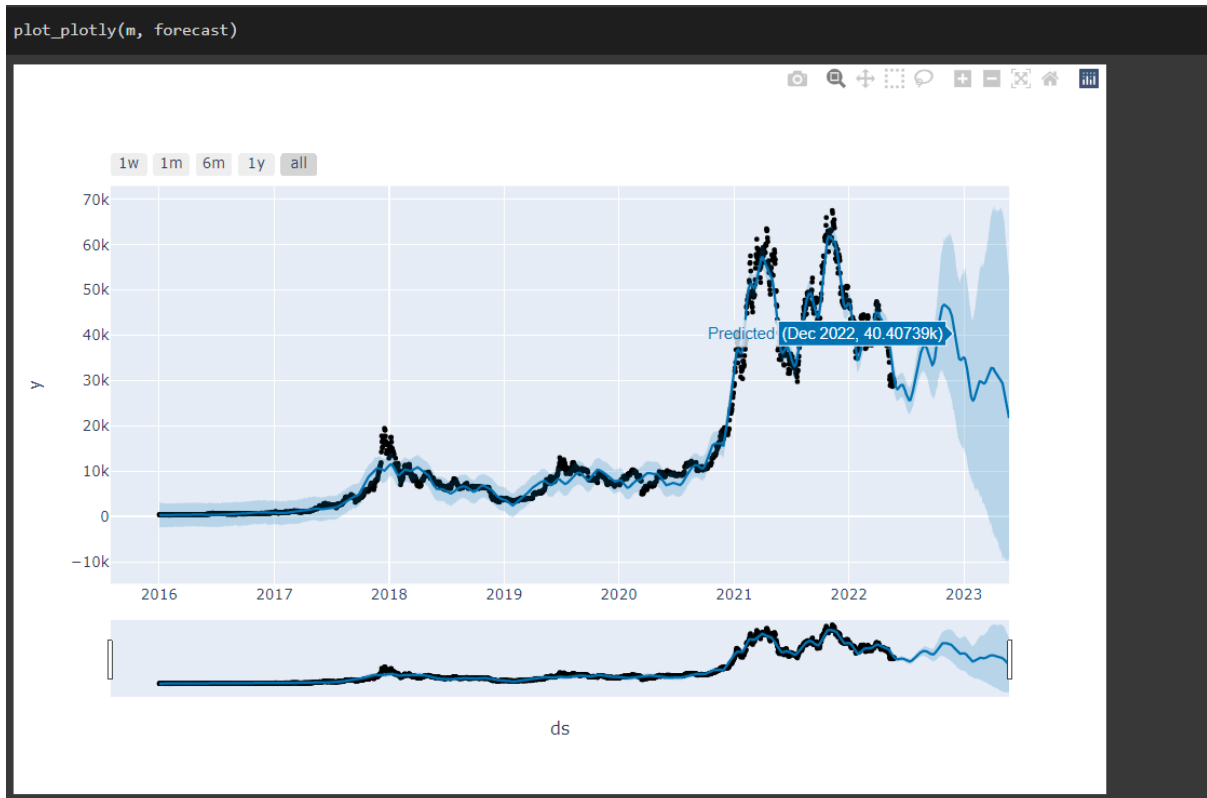 plot_plotly(m, forecast)
1w 1m 6m 1y all
70k
60k
50k
40k
30k
20k
10k
0
−10k
y
Predicted (Dec 2022, 40.40739k)
2016 2017 2018 2019 2020 2021 2022 2023
ds